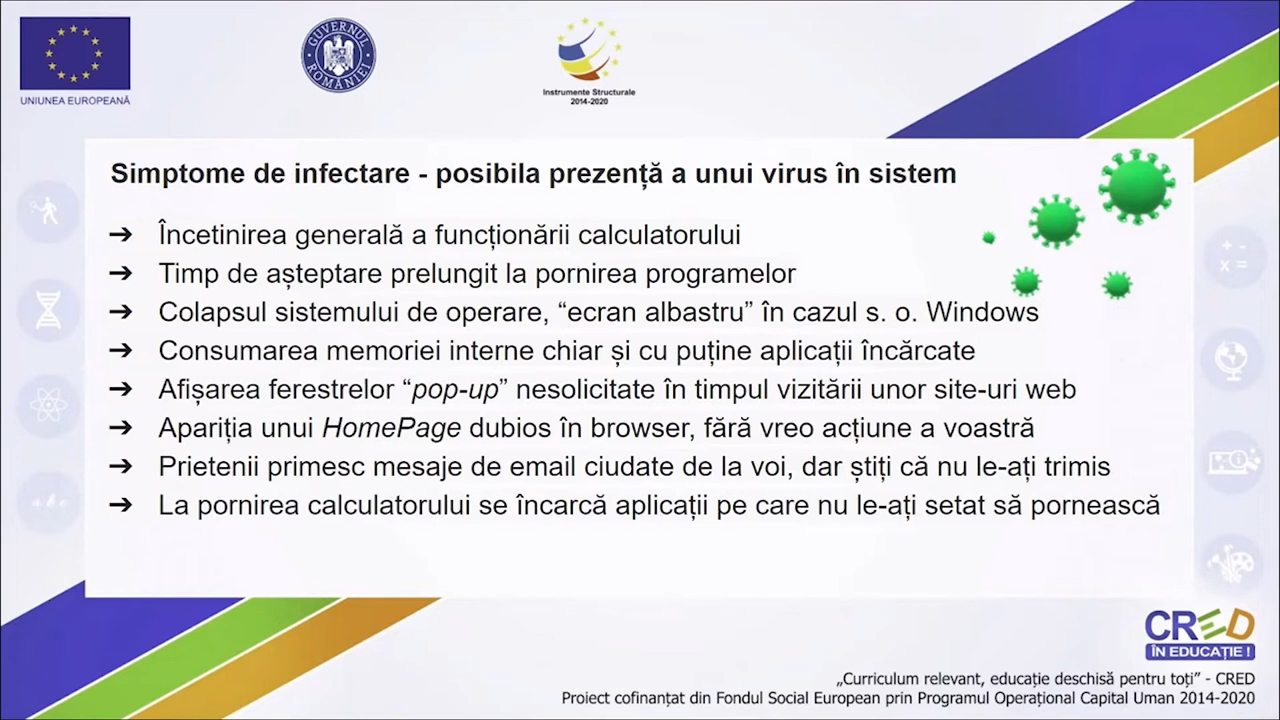 UNIUNEA EUROPEANĂ
GUVERNUL ROMÂNIEI
Instrumente Structurale
2014-2020
Simptome de infectare - posibila prezență a unui virus în sistem
➔ Încetinirea generală a funcționării calculatorului
➔ Timp de așteptare prelungit la pornirea programelor
➔ Colapsul sistemului de operare, “ecran albastru” în cazul s. o. Windows
➔ Consumarea memoriei interne chiar și cu puține aplicații încărcate
➔ Afișarea ferestrelor “pop-up” nesolicitate în timpul vizitării unor site-uri web
➔ Apariția unui HomePage dubios în browser, fără vreo acțiune a voastră
➔ Prietenii primesc mesaje de email ciudate de la voi, dar știți că nu le-ați trimis
➔ La pornirea calculatorului se încarcă aplicații pe care nu le-ați setat să pornească
+ -
x =
abc
CRED
ÎN EDUCAȚIE !
„Curriculum relevant, educație deschisă pentru toți” - CRED
Proiect cofinanțat din Fondul Social European prin Programul Operațional Capital Uman 2014-2020